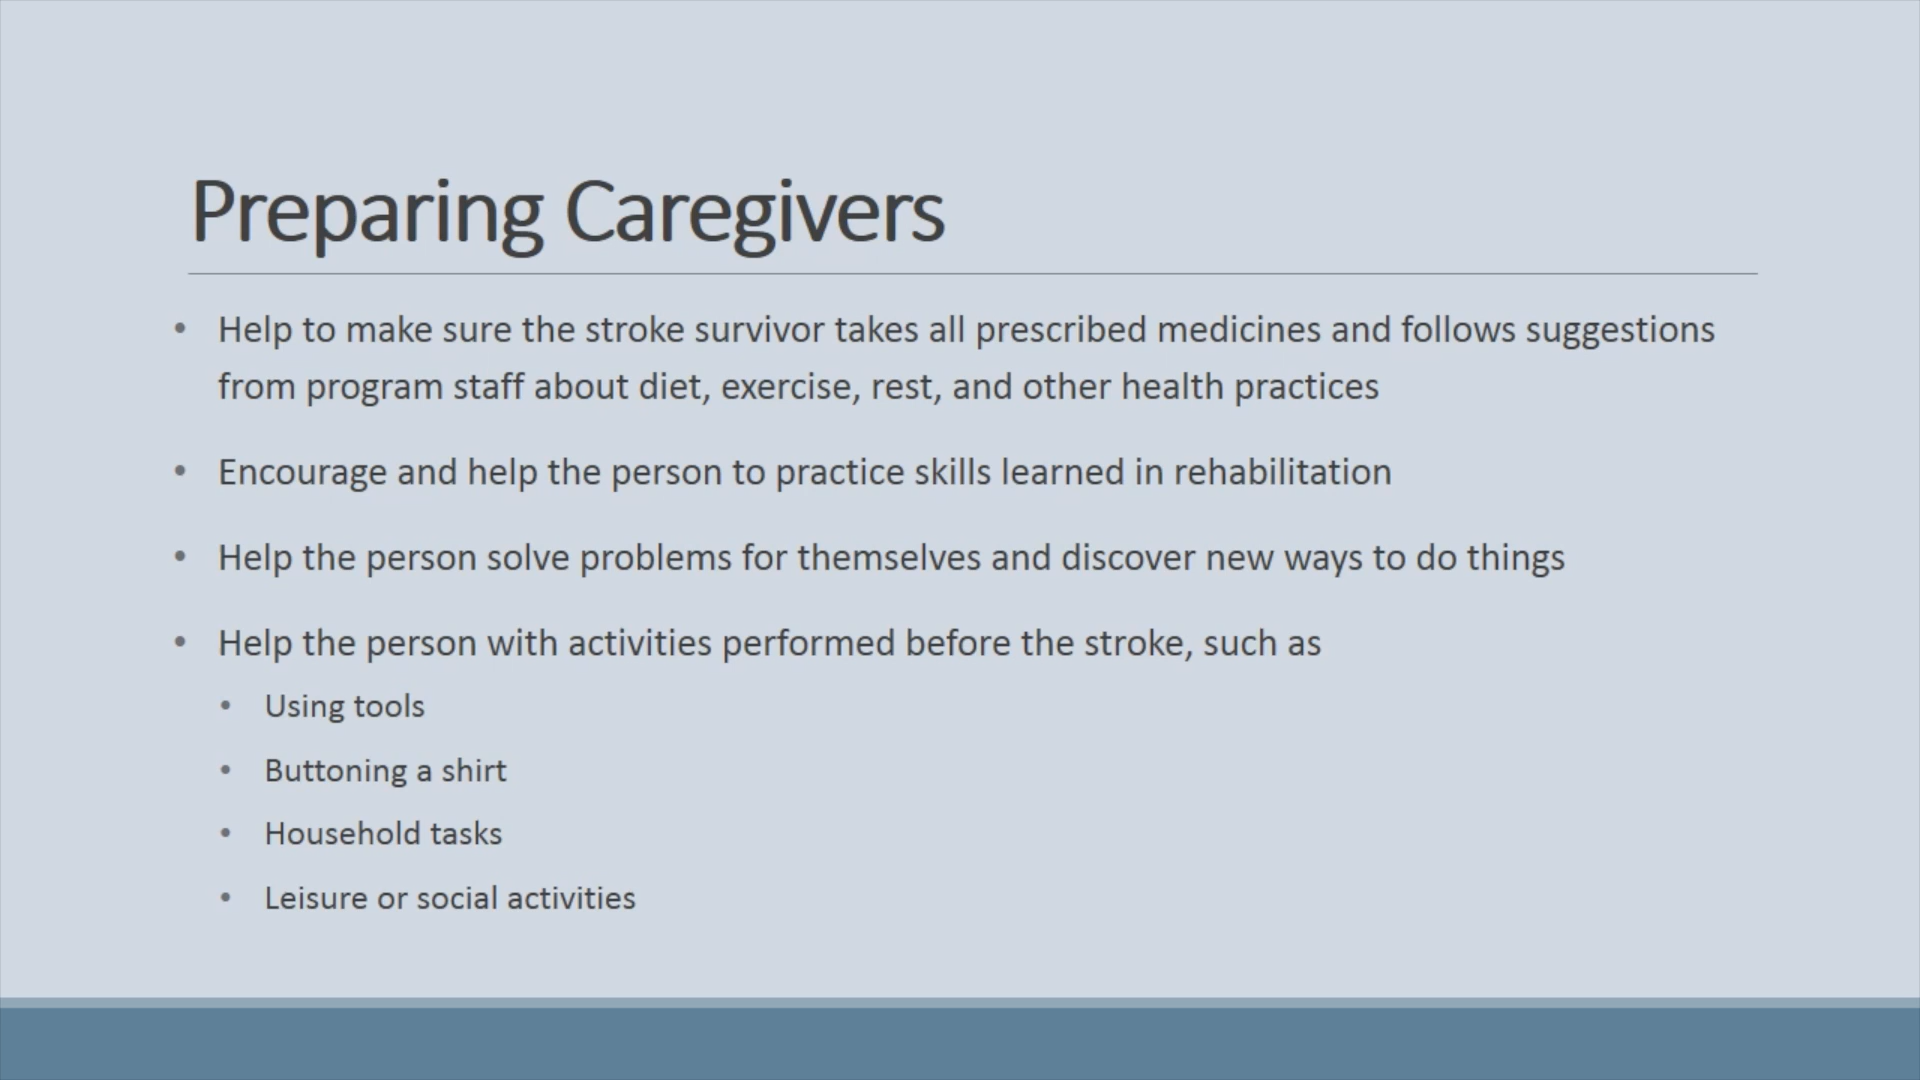 Preparing Caregivers
• Help to make sure the stroke survivor takes all prescribed medicines and follows suggestions
from program staff about diet, exercise, rest, and other health practices
• Encourage and help the person to practice skills learned in rehabilitation
• Help the person solve problems for themselves and discover new ways to do things
• Help the person with activities performed before the stroke, such as
• Using tools
• Buttoning a shirt
• Household tasks
• Leisure or social activities